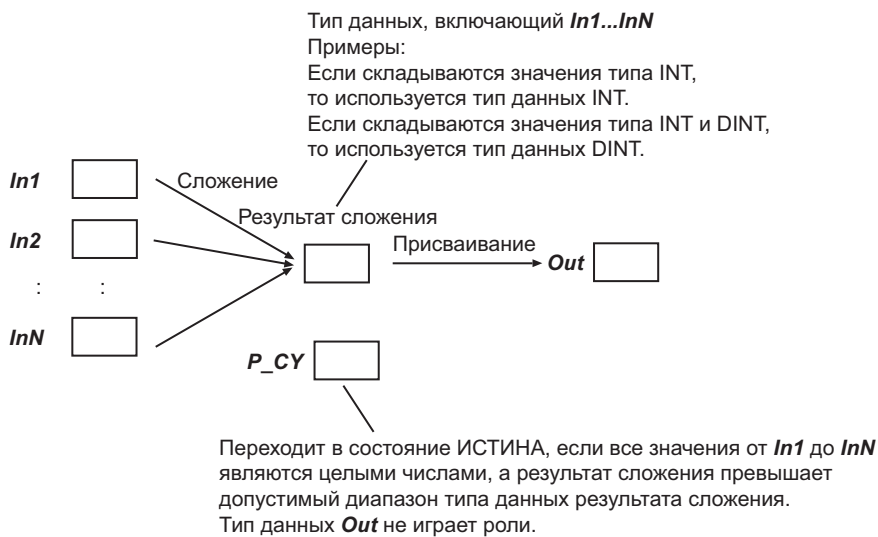 Тип данных, включающий In1...InN
Примеры:
Если складываются значения типа INT,
то используется тип данных INT.
Если складываются значения типа INT и DINT,
то используется тип данных DINT.
In1
Сложение
Результат сложения
In2
Присваивание
Out
: :
InN
P_CY
Переходит в состояние ИСТИНА, если все значения от In1 до InN
являются целыми числами, а результат сложения превышает
допустимый диапазон типа данных результата сложения.
Тип данных Out не играет роли.